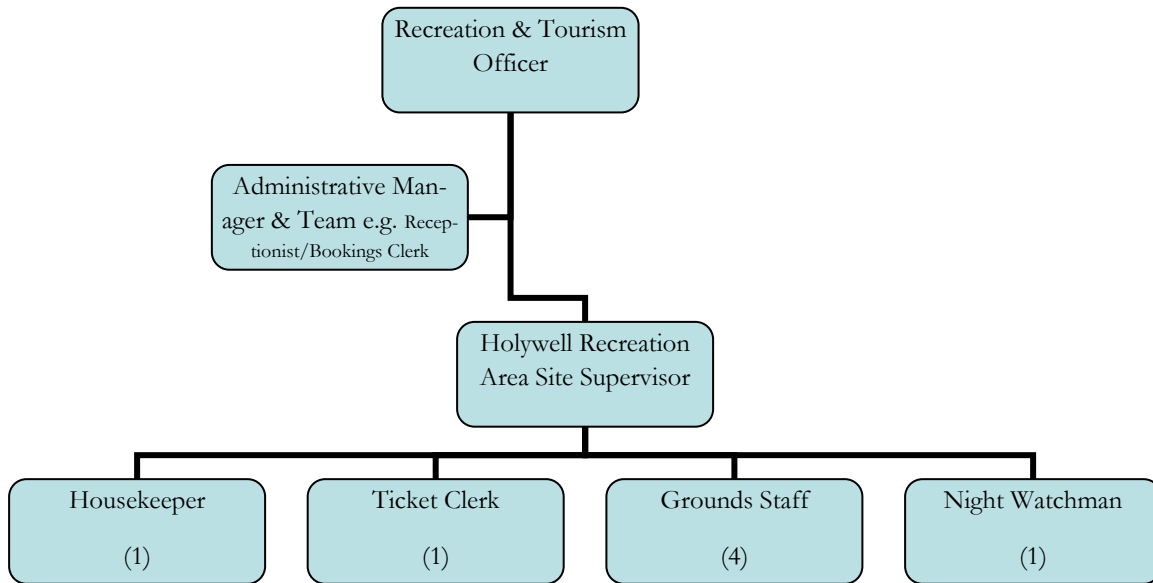 Recreation & Tourism
Officer
Administrative Man-
ager & Team e.g. Recep-
tionist/Bookings Clerk
Holywell Recreation
Area Site Supervisor
Housekeeper
(1)
Ticket Clerk
(1)
Grounds Staff
(4)
Night Watchman
(1)